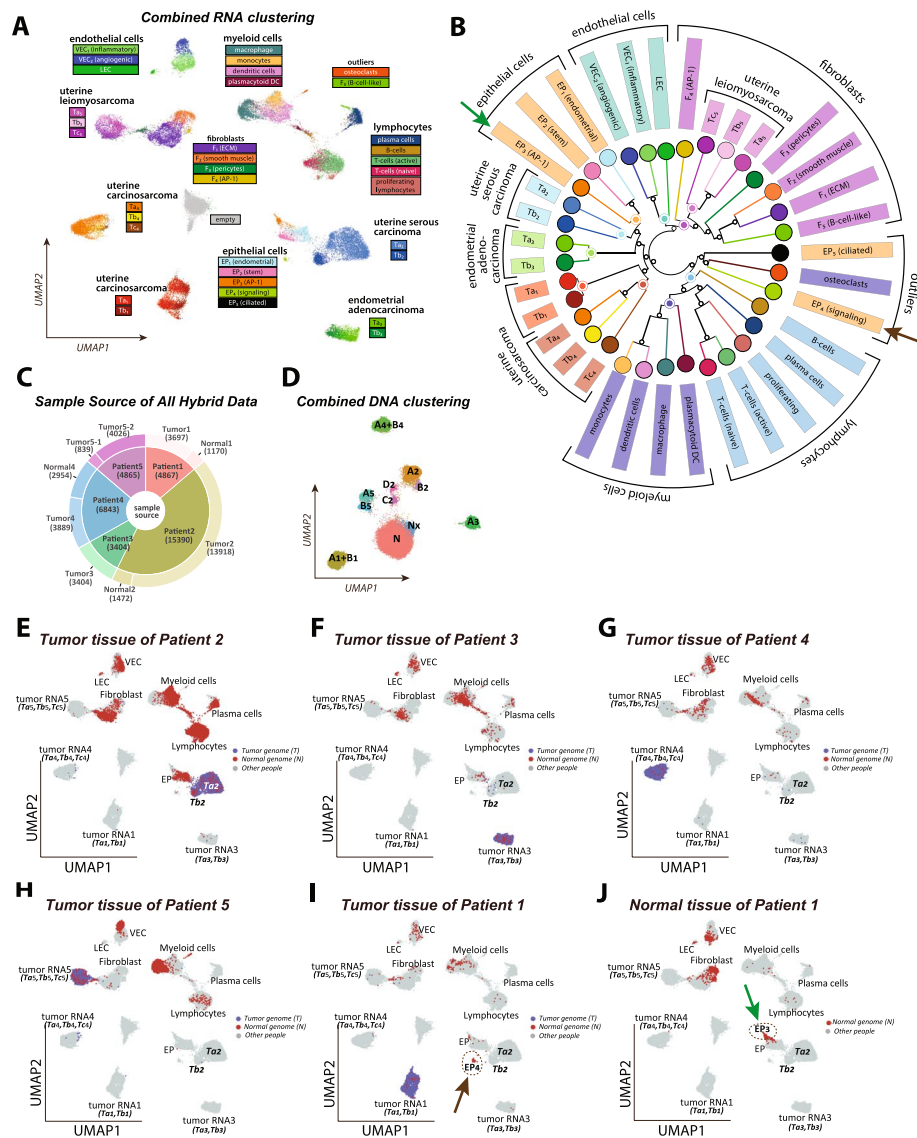 A
Combined RNA clustering
endothelial cells
VEC₁ (inflammatory)
VEC₂ (angiogenic)
LEC
myeloid cells
macrophage
monocytes
dendritic cells
plasmacytoid DC
outliers
osteoclasts
F₅ (B-cell-like)
uterine
leiomyosarcoma
Ta₅
Tb₅
Tc₅
fibroblasts
F₁ (ECM)
F₂ (smooth muscle)
F₃ (pericytes)
F₄ (AP-1)
lymphocytes
plasma cells
B-cells
T-cells (active)
T-cells (naive)
proliferating
lymphocytes
uterine
carcinosarcoma
Ta₄
Tb₄
Tc₄
empty
uterine serous
carcinoma
Ta₂
Tb₂
uterine
carcinosarcoma
Ta₁
Tb₁
epithelial cells
EP₁ (endometrial)
EP₂ (stem)
EP₃ (AP-1)
EP₄ (signaling)
EP₅ (ciliated)
endometrial
adenocarcinoma
Ta₃
Tb₃
UMAP2
UMAP1
B
epithelial cells
endothelial cells
fibroblasts
uterine
leiomyosarcoma
EP₃ (AP-1)
EP₂ (stem)
EP₁ (endometrial)
VEC₂ (angiogenic)
VEC₁ (inflammatory)
LEC
F₄ (AP-1)
Tc₅
Tb₅
Ta₅
F₃ (pericytes)
F₂ (smooth muscle)
F₁ (ECM)
F₅ (B-cell-like)
EP₅ (ciliated)
osteoclasts
EP₄ (signaling)
outliers
B-cells
plasma cells
proliferating
T-cells (active)
T-cells (naive)
lymphocytes
plasmacytoid DC
macrophage
dendritic cells
monocytes
myeloid cells
Tc₄
Tb₄
Ta₄
Tb₁
Ta₁
uterine
carcinosarcoma
Tb₃
Ta₃
endometrial
adeno-
carcinoma
Tb₂
Ta₂
uterine
serous
carcinoma
C
Sample Source of All Hybrid Data
Tumor5-2
(4026)
Tumor1
(3697)
Tumor5-1
(839)
Normal1
(1170)
Normal4
(2954)
Patient5
(4865)
Patient1
(4867)
Patient4
(6843)
sample
source
Patient2
(15390)
Tumor4
(3889)
Patient3
(3404)
Tumor2
(13918)
Tumor3
(3404)
Normal2
(1472)
D
Combined DNA clustering
A4+B4
A2
D2
B2
A5
B5
C2
A3
Nx
N
A1+B1
UMAP2
UMAP1
E
Tumor tissue of Patient 2
VEC
LEC
Fibroblast
Myeloid cells
tumor RNA5
(Ta5,Tb5,Tc5)
Plasma cells
Lymphocytes
tumor RNA4
(Ta4,Tb4,Tc4)
Tumor genome (T)
Normal genome (N)
Other people
EP
Ta2
Tb2
tumor RNA1
(Ta1,Tb1)
tumor RNA3
(Ta3,Tb3)
UMAP2
UMAP1
F
Tumor tissue of Patient 3
VEC
LEC
Fibroblast
Myeloid cells
tumor RNA5
(Ta5,Tb5,Tc5)
Plasma cells
Lymphocytes
tumor RNA4
(Ta4,Tb4,Tc4)
Tumor genome (T)
Normal genome (N)
Other people
EP
Ta2
Tb2
tumor RNA1
(Ta1,Tb1)
tumor RNA3
(Ta3,Tb3)
UMAP2
UMAP1
G
Tumor tissue of Patient 4
VEC
LEC
Fibroblast
Myeloid cells
tumor RNA5
(Ta5,Tb5,Tc5)
Plasma cells
Lymphocytes
tumor RNA4
(Ta4,Tb4,Tc4)
Tumor genome (T)
Normal genome (N)
Other people
EP
Ta2
Tb2
tumor RNA1
(Ta1,Tb1)
tumor RNA3
(Ta3,Tb3)
UMAP2
UMAP1
H
Tumor tissue of Patient 5
VEC
LEC
Fibroblast
Myeloid cells
tumor RNA5
(Ta5,Tb5,Tc5)
Plasma cells
Lymphocytes
tumor RNA4
(Ta4,Tb4,Tc4)
Tumor genome (T)
Normal genome (N)
Other people
EP
Ta2
Tb2
tumor RNA1
(Ta1,Tb1)
tumor RNA3
(Ta3,Tb3)
UMAP2
UMAP1
I
Tumor tissue of Patient 1
VEC
LEC
Fibroblast
Myeloid cells
tumor RNA5
(Ta5,Tb5,Tc5)
Plasma cells
Lymphocytes
tumor RNA4
(Ta4,Tb4,Tc4)
Tumor genome (T)
Normal genome (N)
Other people
EP
EP4
Ta2
Tb2
tumor RNA1
(Ta1,Tb1)
tumor RNA3
(Ta3,Tb3)
UMAP2
UMAP1
J
Normal tissue of Patient 1
VEC
LEC
Fibroblast
Myeloid cells
tumor RNA5
(Ta5,Tb5,Tc5)
Plasma cells
Lymphocytes
tumor RNA4
(Ta4,Tb4,Tc4)
Normal genome (N)
Other people
EP3
EP
Ta2
Tb2
tumor RNA1
(Ta1,Tb1)
tumor RNA3
(Ta3,Tb3)
UMAP2
UMAP1